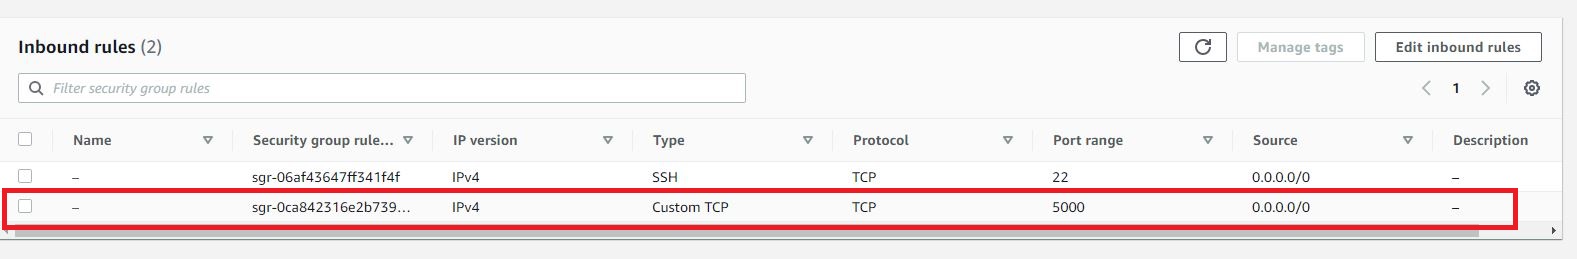 Inbound rules (2)
Manage tags
Edit inbound rules
Filter security group rules
1
Name Security group rule... IP version Type Protocol Port range Source Description
– sgr-06af43647ff341f4f IPv4 SSH TCP 22 0.0.0.0/0 –
– sgr-0ca842316e2b739... IPv4 Custom TCP TCP 5000 0.0.0.0/0 –